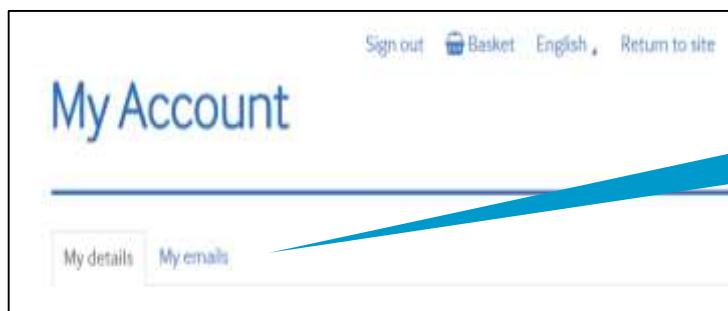 Sign out Basket English Return to site
My Account
My details My emails